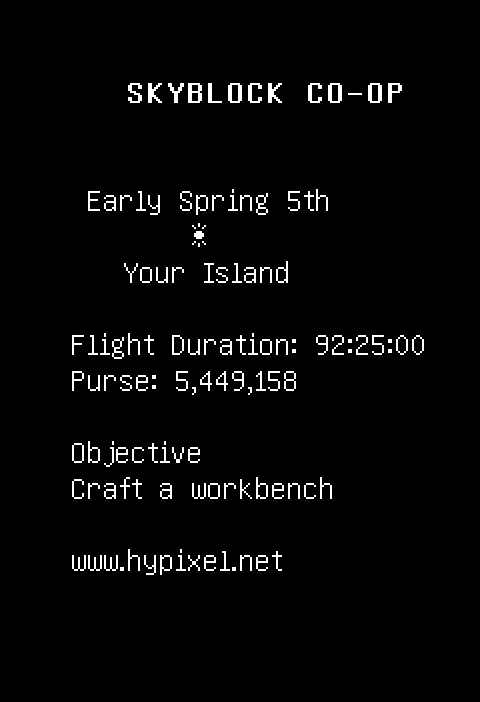 SKYBLOCK CO-OP
Early Spring 5th
☀
Your Island
Flight Duration: 92:25:00
Purse: 5,449,158
Objective
Craft a workbench
www.hypixel.net